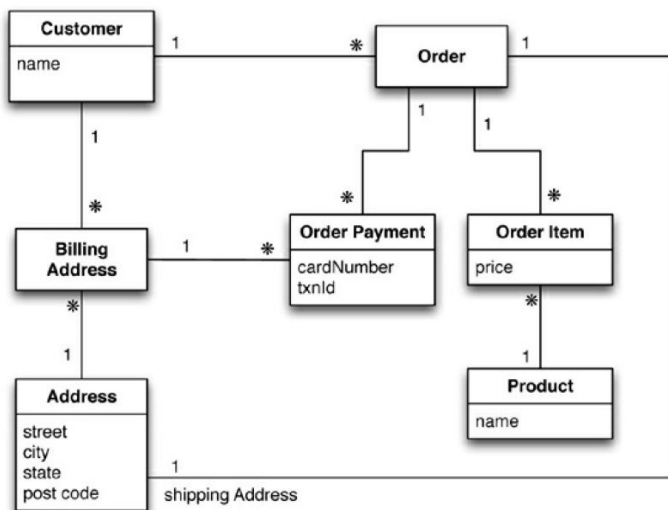 Customer
name
1
*
Order
1
1
1
1
*
*
*
Billing
Address
1
*
Order Payment
cardNumber
txnId
Order Item
price
*
1
*
1
Product
name
Address
street
city
state
post code
1
shipping Address